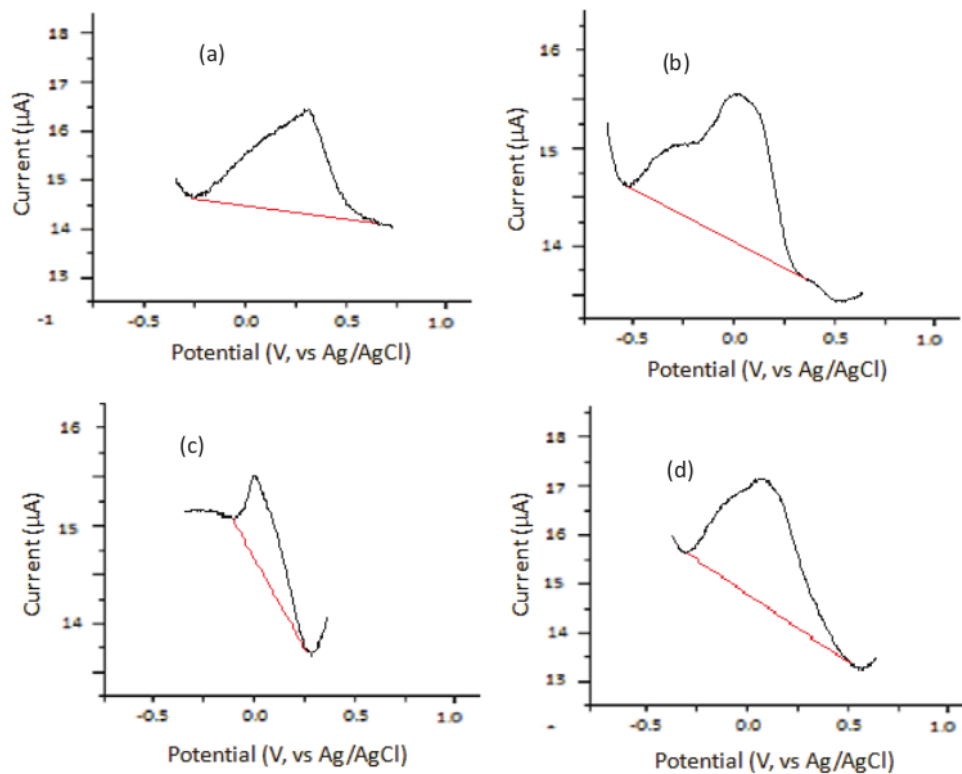 (a)
Current (µA)
18
17
16
15
14
13
-1
0.0
0.5
1.0
Potential (V, vs Ag/AgCl)
(b)
Current (µA)
16
15
14
-0.5
0.0
0.5
1.0
Potential (V, vs Ag/AgCl)
(c)
Current (µA)
16
15
14
-0.5
0.0
0.5
1.0
Potential (V, vs Ag/AgCl)
(d)
Current (µA)
18
17
16
15
14
13
-
-0.5
0.0
0.5
1.0
Potential (V, vs Ag/AgCl)